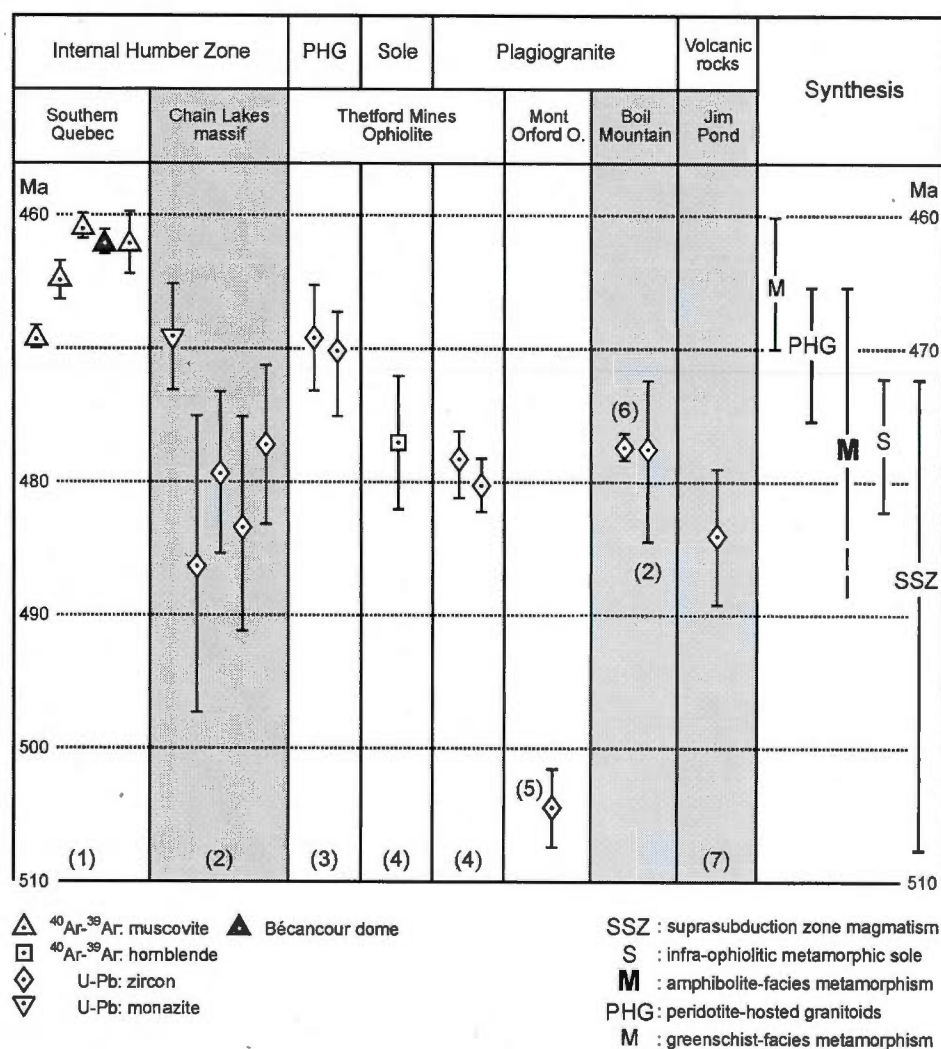 Internal Humber Zone
PHG
Sole
Plagiogranite
Volcanic
rocks
Synthesis
Southern
Quebec
Chain Lakes
massif
Thetford Mines
Ophiolite
Mont
Orford O.
Boil
Mountain
Jim
Pond
Ma
Ma
460
460
M
PHG
470
(6)
M
S
480
480
(2)
SSZ
490
490
500
500
(5)
(1)
(2)
(3)
(4)
(4)
(7)
510
510
⁴⁰Ar-³⁹Ar: muscovite
Bécancour dome
⁴⁰Ar-³⁹Ar: hornblende
U-Pb: zircon
U-Pb: monazite
SSZ : suprasubduction zone magmatism
S : infra-ophiolitic metamorphic sole
M : amphibolite-facies metamorphism
PHG : peridotite-hosted granitoids
M : greenschist-facies metamorphism